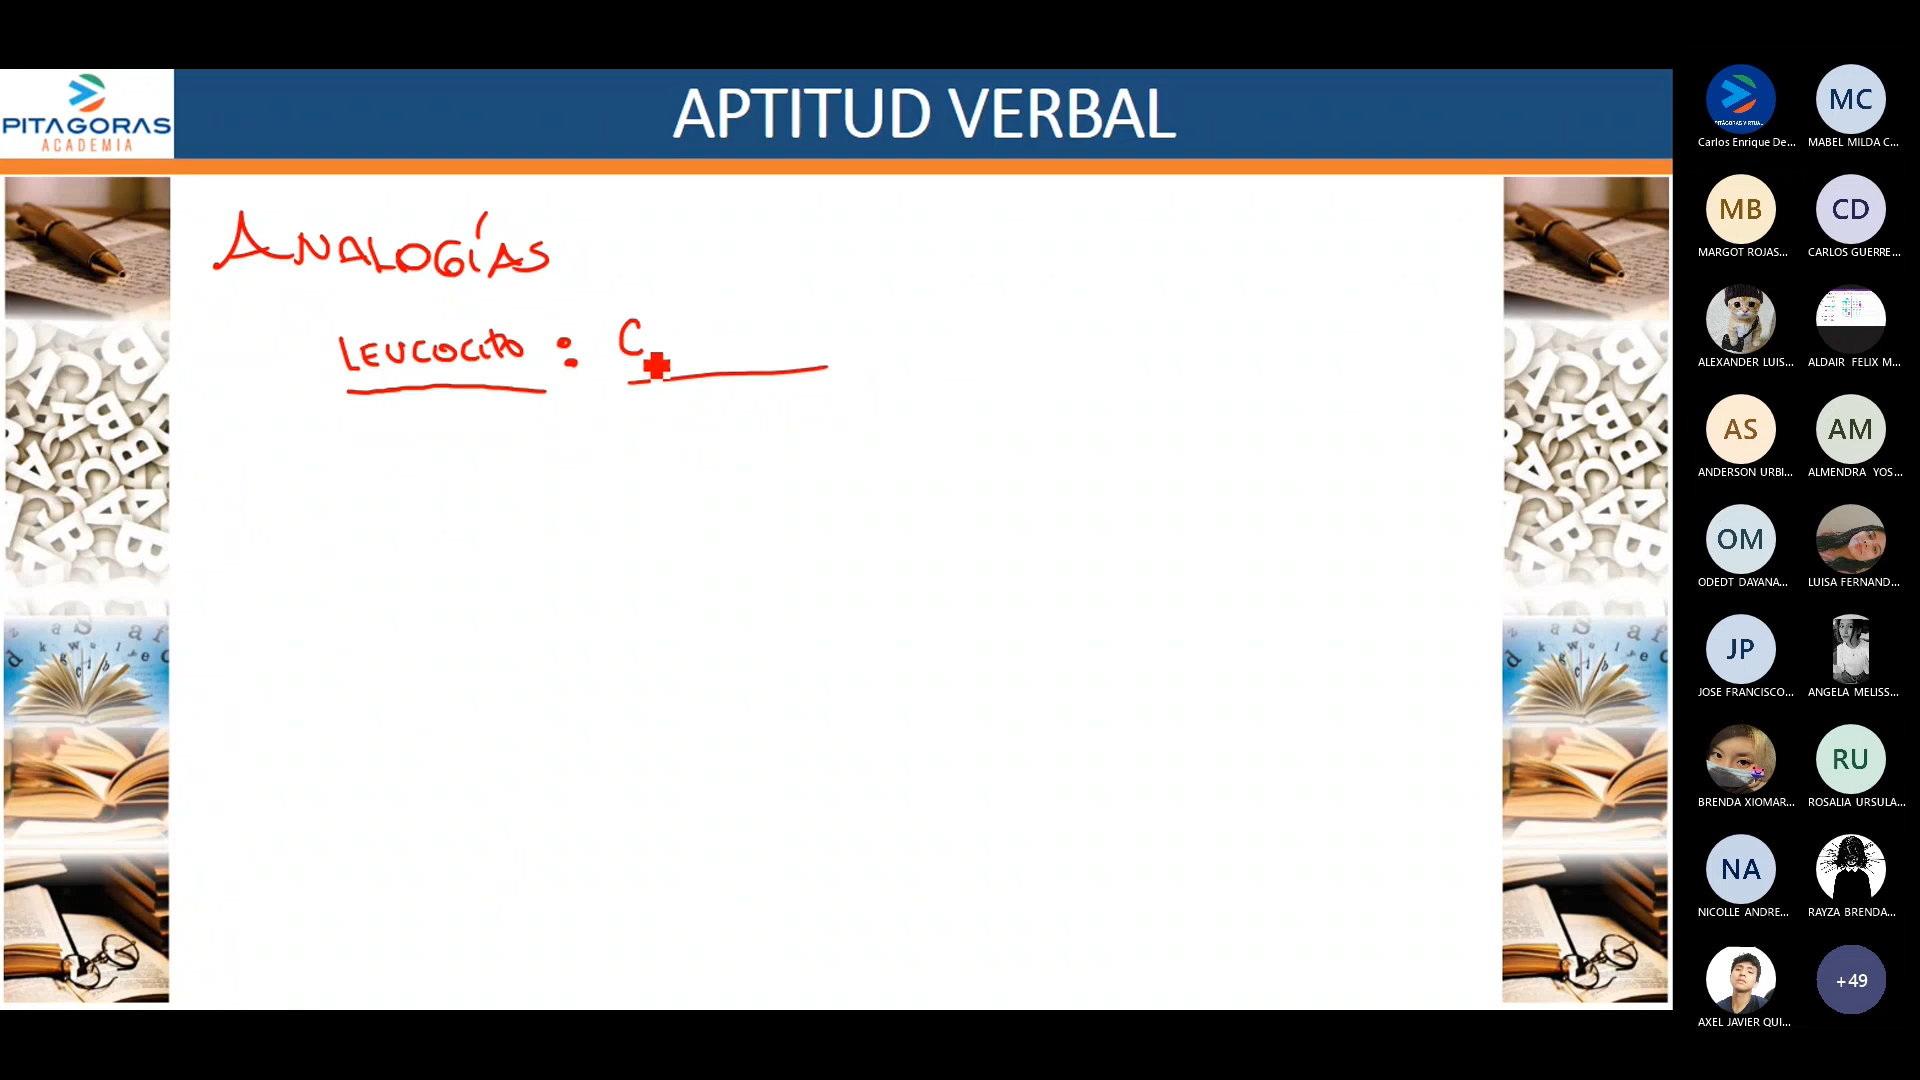 PITAGORAS
ACADEMIA
APTITUD VERBAL
ANALOGÍAS
LEUCOCITO : C
PITÁGORAS VIRTUAL
Carlos Enrique De...
MC
MABEL MILDA C...
MB
MARGOT ROJAS...
CD
CARLOS GUERRE...
ALEXANDER LUIS...
ALDAIR FELIX M...
AS
ANDERSON URBI...
AM
ALMENDRA YOS...
OM
ODEDT DAYANA...
LUISA FERNAND...
JP
JOSE FRANCISCO...
ANGELA MELISS...
BRENDA XIOMAR...
RU
ROSALIA URSULA...
NA
NICOLLE ANDRE...
RAYZA BRENDA...
AXEL JAVIER QUI...
+49